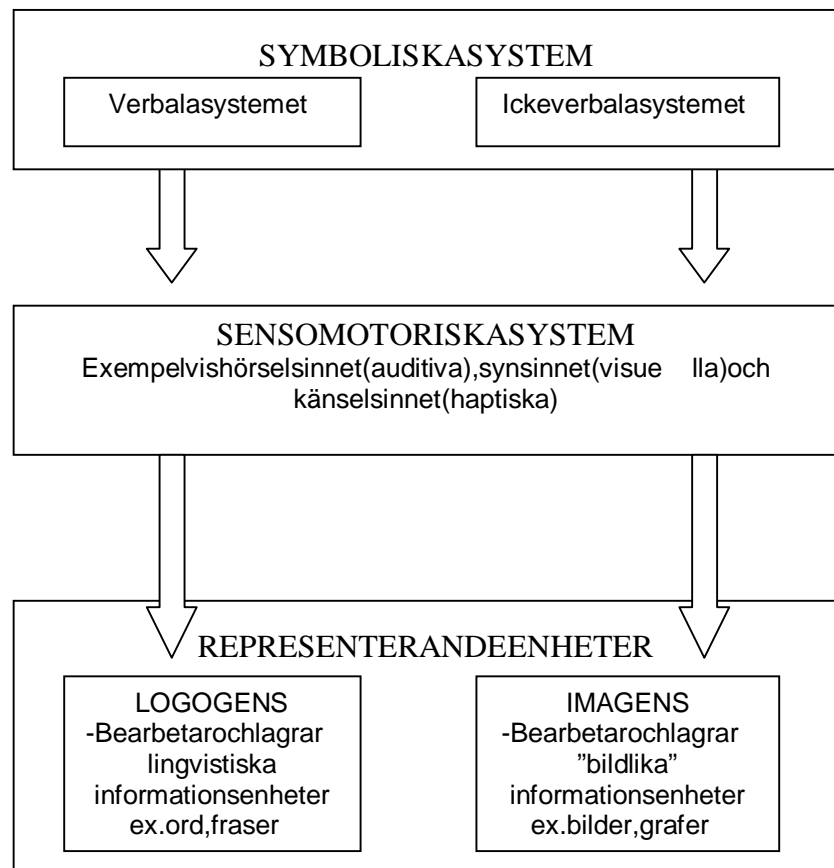 SYMBOLISKASYSTEM
Verbalasystemet
Ickeverbalasystemet
SENSOMOTORISKASYSTEM
Exempelvishörselsinnet(auditiva),synsinnet(visue lla)och
känselsinnet(haptiska)
REPRESENTERANDEENHETER
LOGOGENS
-Bearbetarochlagrar
lingvistiska
informationsenheter
ex.ord,fraser
IMAGENS
-Bearbetarochlagrar
”bildlika”
informationsenheter
ex.bilder,grafer